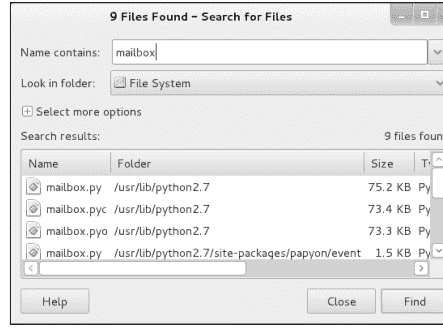 9 Files Found – Search for Files
Name contains: mailbox
Look in folder: File System
Select more options
Search results: 9 files foun
Name Folder Size Ty
mailbox.py /usr/lib/python2.7 75.2 KB Py
mailbox.pyc /usr/lib/python2.7 73.4 KB Py
mailbox.pyo /usr/lib/python2.7 73.3 KB Py
mailbox.py /usr/lib/python2.7/site-packages/papyon/event 1.5 KB Py
Help Close Find